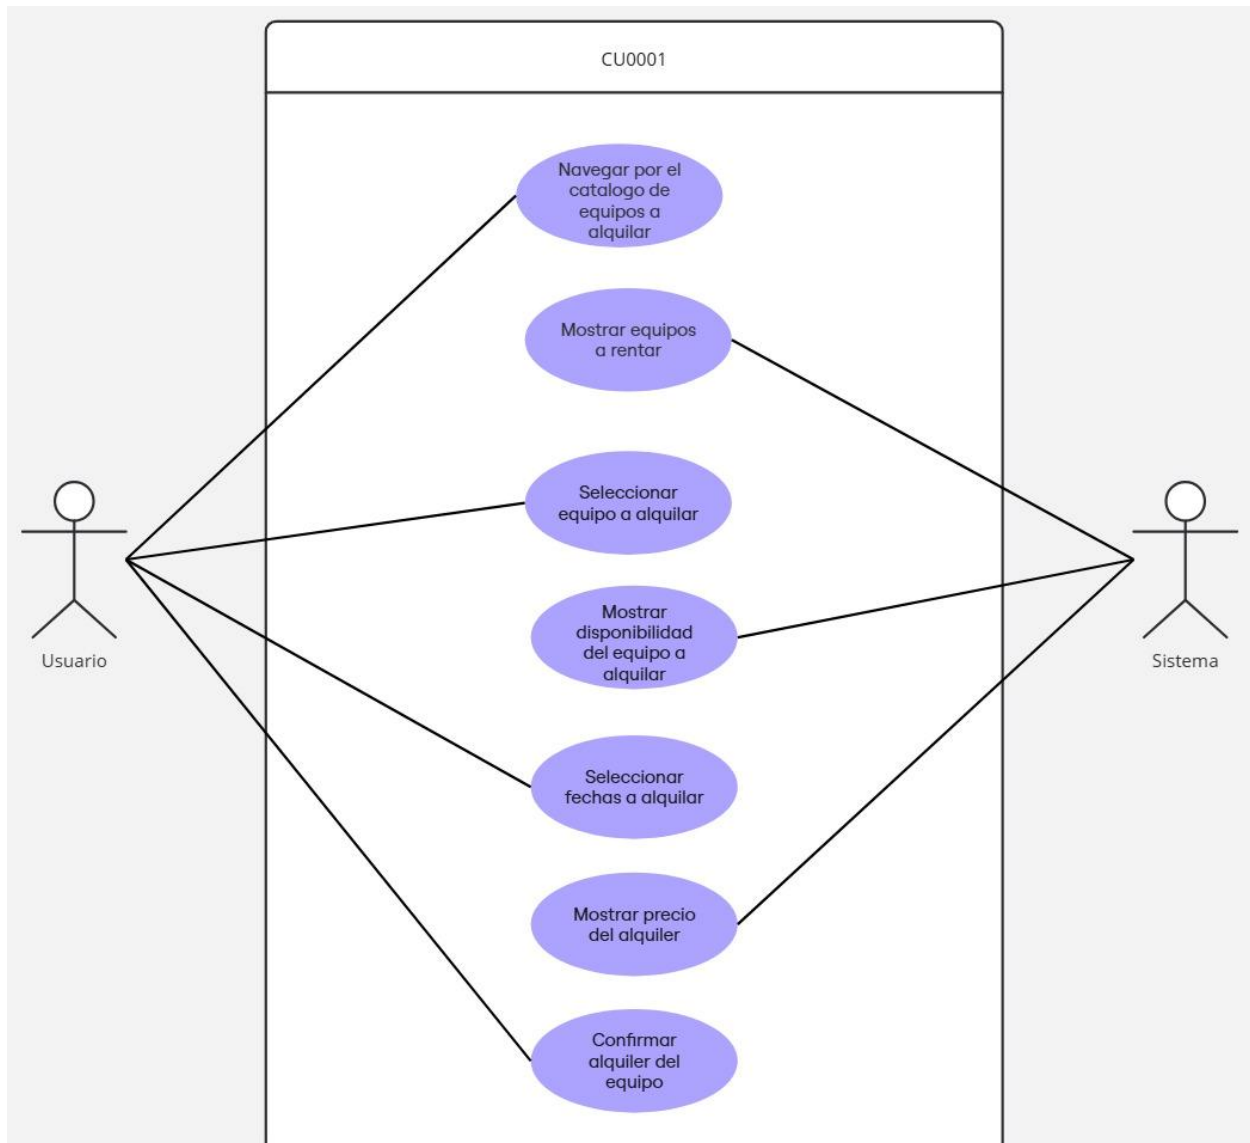 CU0001
Navegar por el
catalogo de
equipos a
alquilar
Mostrar equipos
a rentar
Seleccionar
equipo a alquilar
Mostrar
disponibilidad
del equipo a
alquilar
Usuario
Sistema
Seleccionar
fechas a alquilar
Mostrar precio
del alquiler
Confirmar
alquiler del
equipo